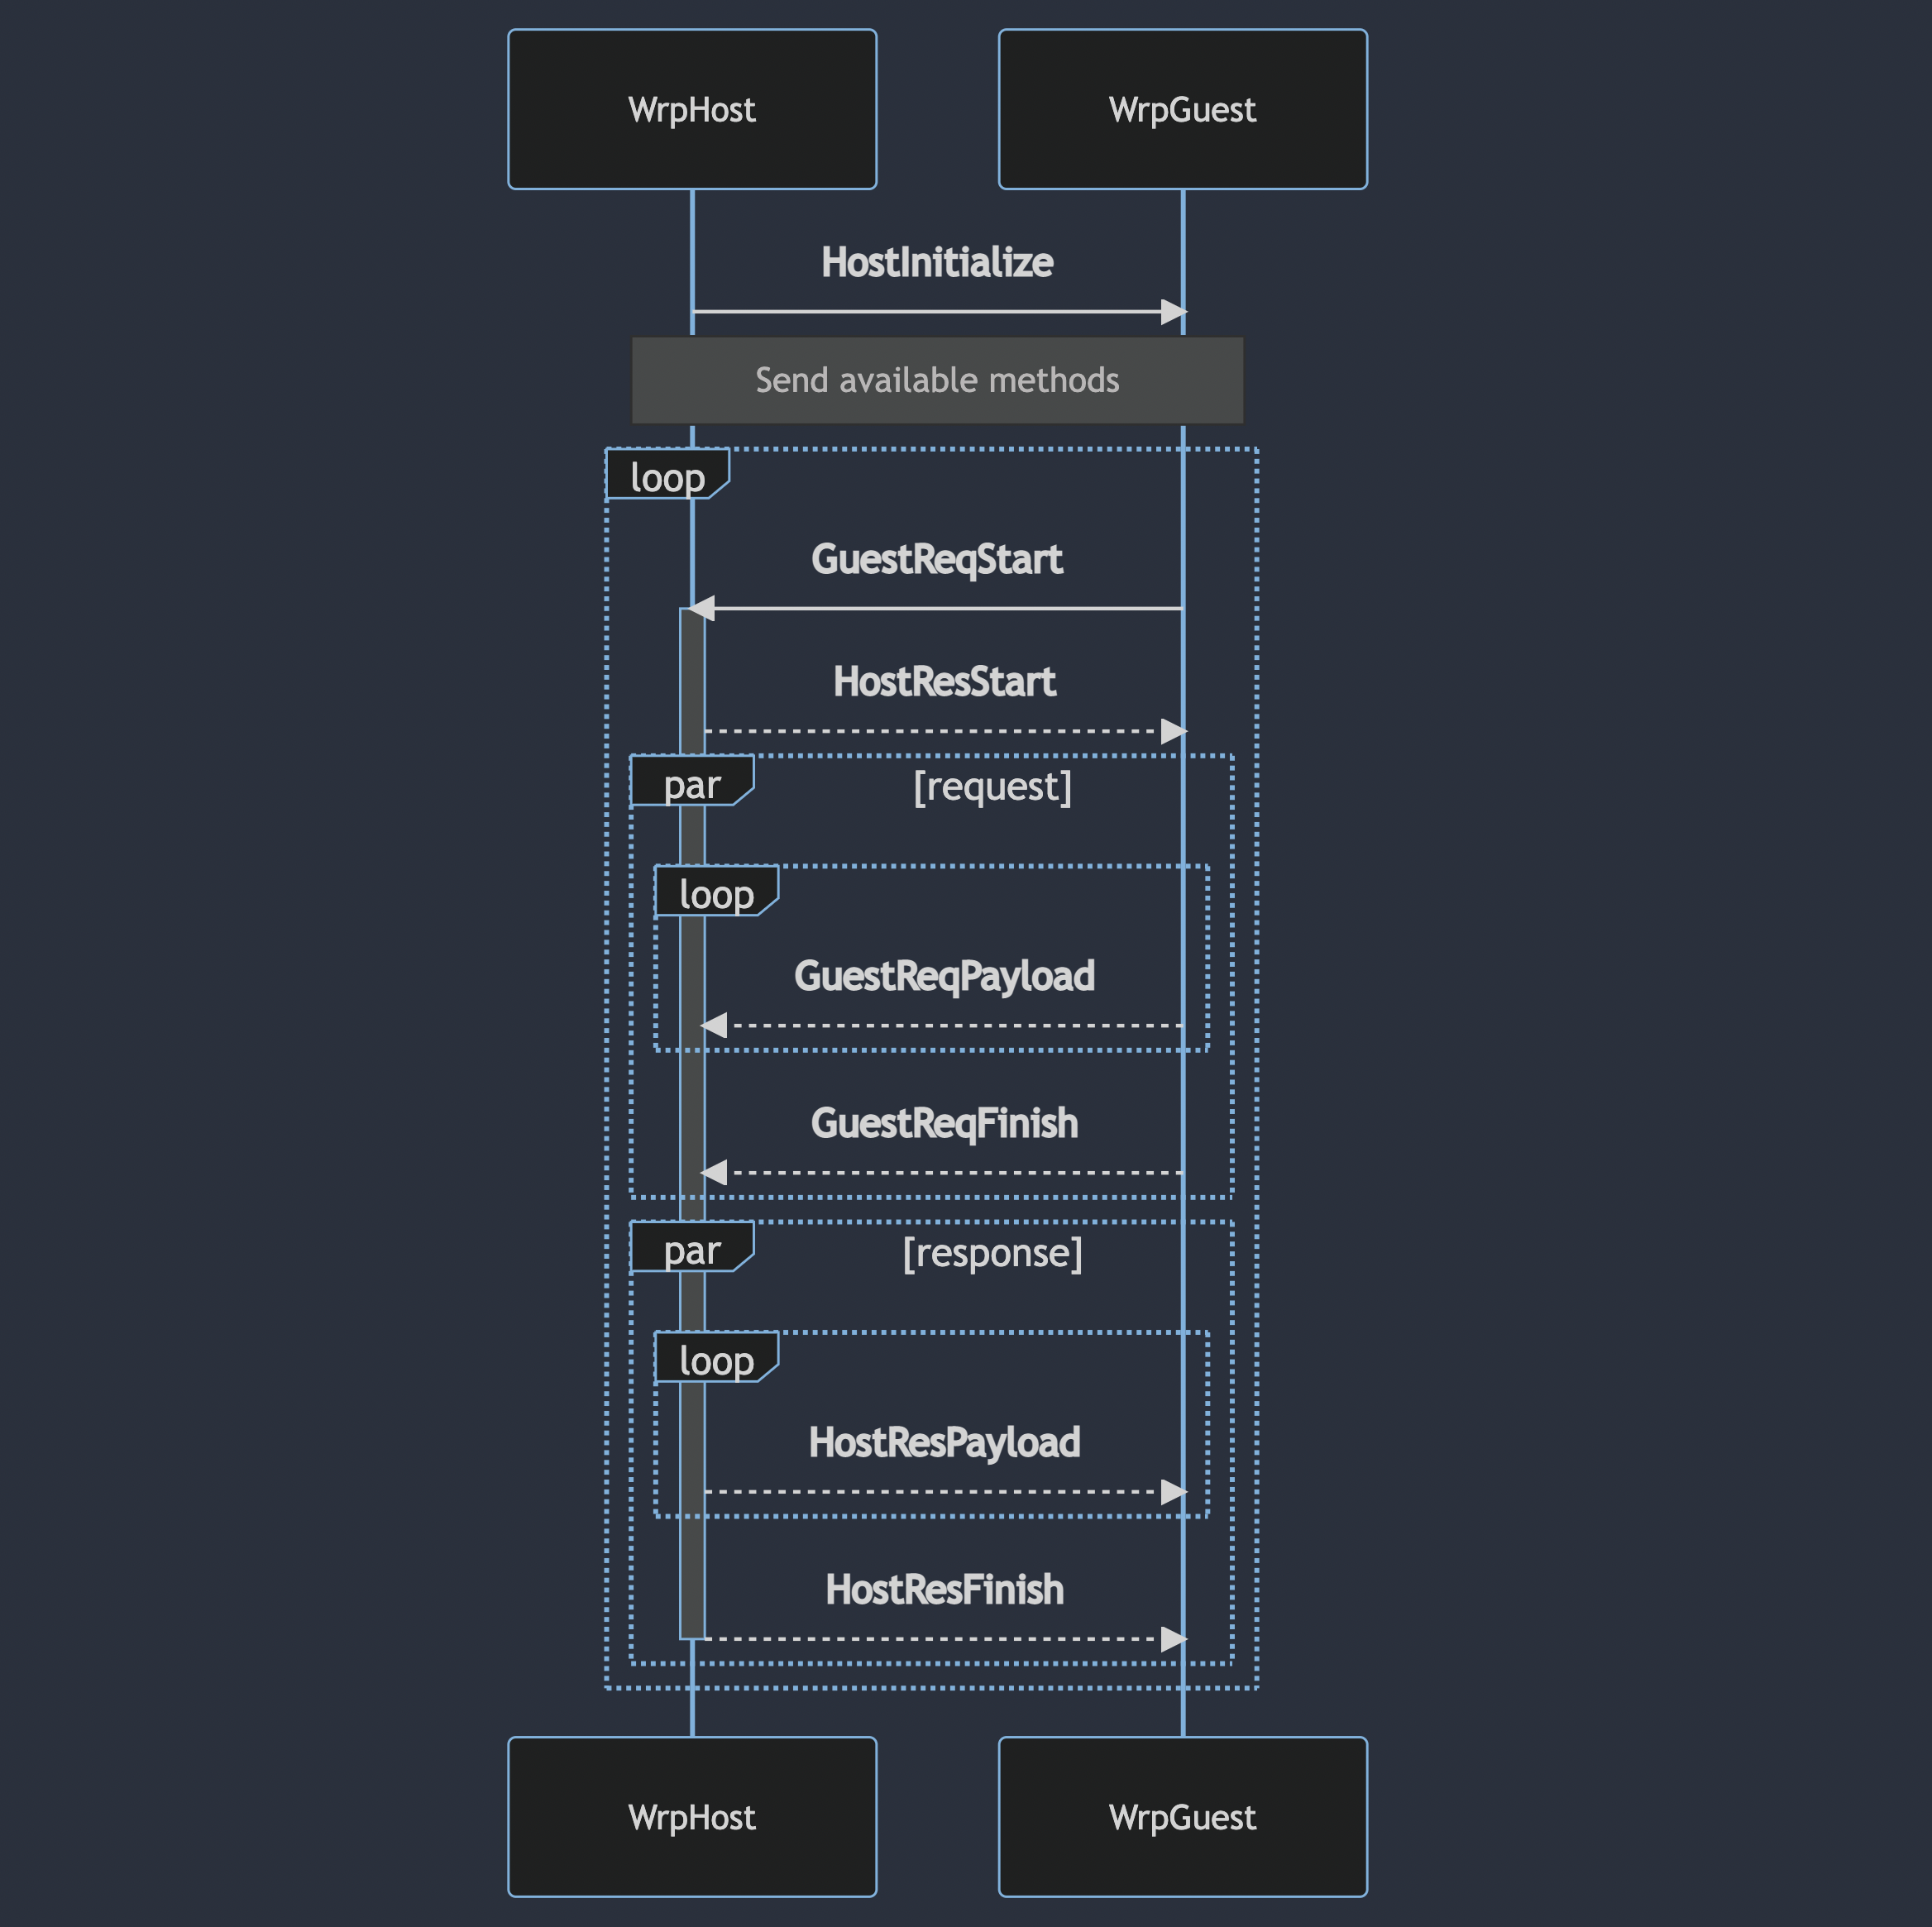 WrpHost
WrpGuest
HostInitialize
Send available methods
loop
GuestReqStart
HostResStart
par
[request]
loop
GuestReqPayload
GuestReqFinish
par
[response]
loop
HostResPayload
HostResFinish
WrpHost
WrpGuest